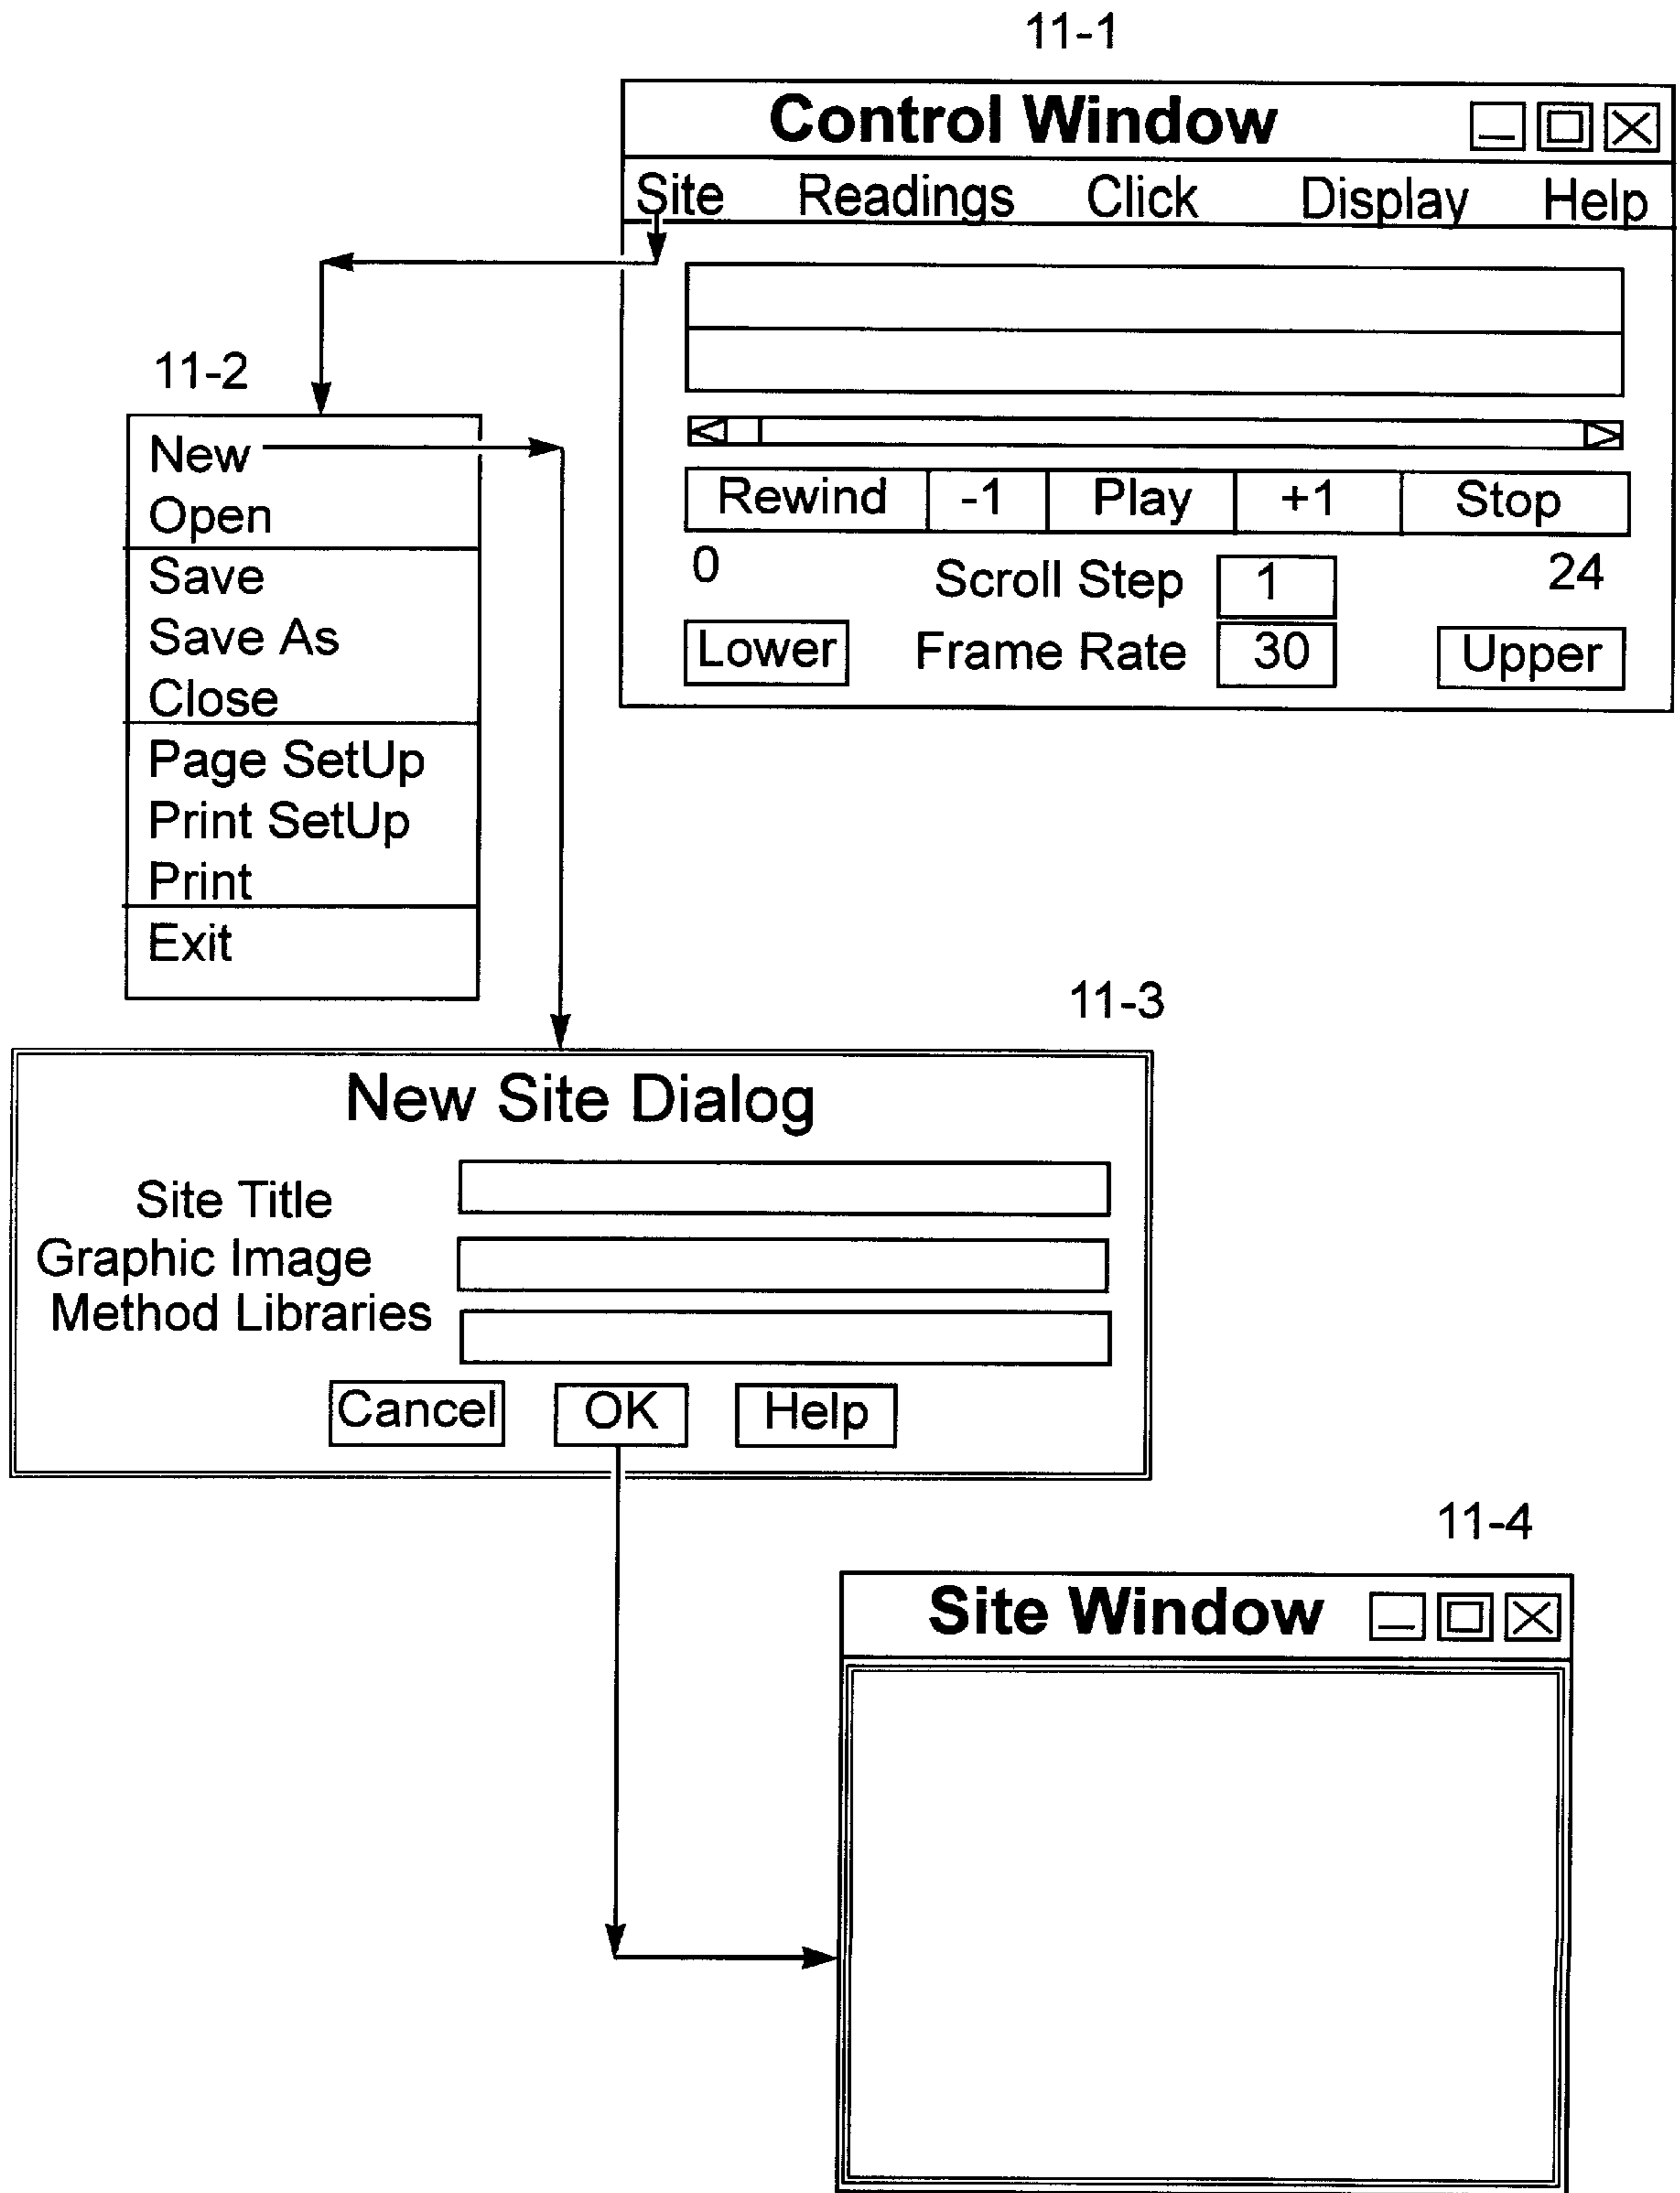 11-1
Control Window
Site Readings Click Display Help
Rewind -1 Play +1 Stop
0 Scroll Step 1 24
Lower Frame Rate 30 Upper
11-2
New
Open
Save
Save As
Close
Page SetUp
Print SetUp
Print
Exit
11-3
New Site Dialog
Site Title
Graphic Image
Method Libraries
Cancel OK Help
11-4
Site Window